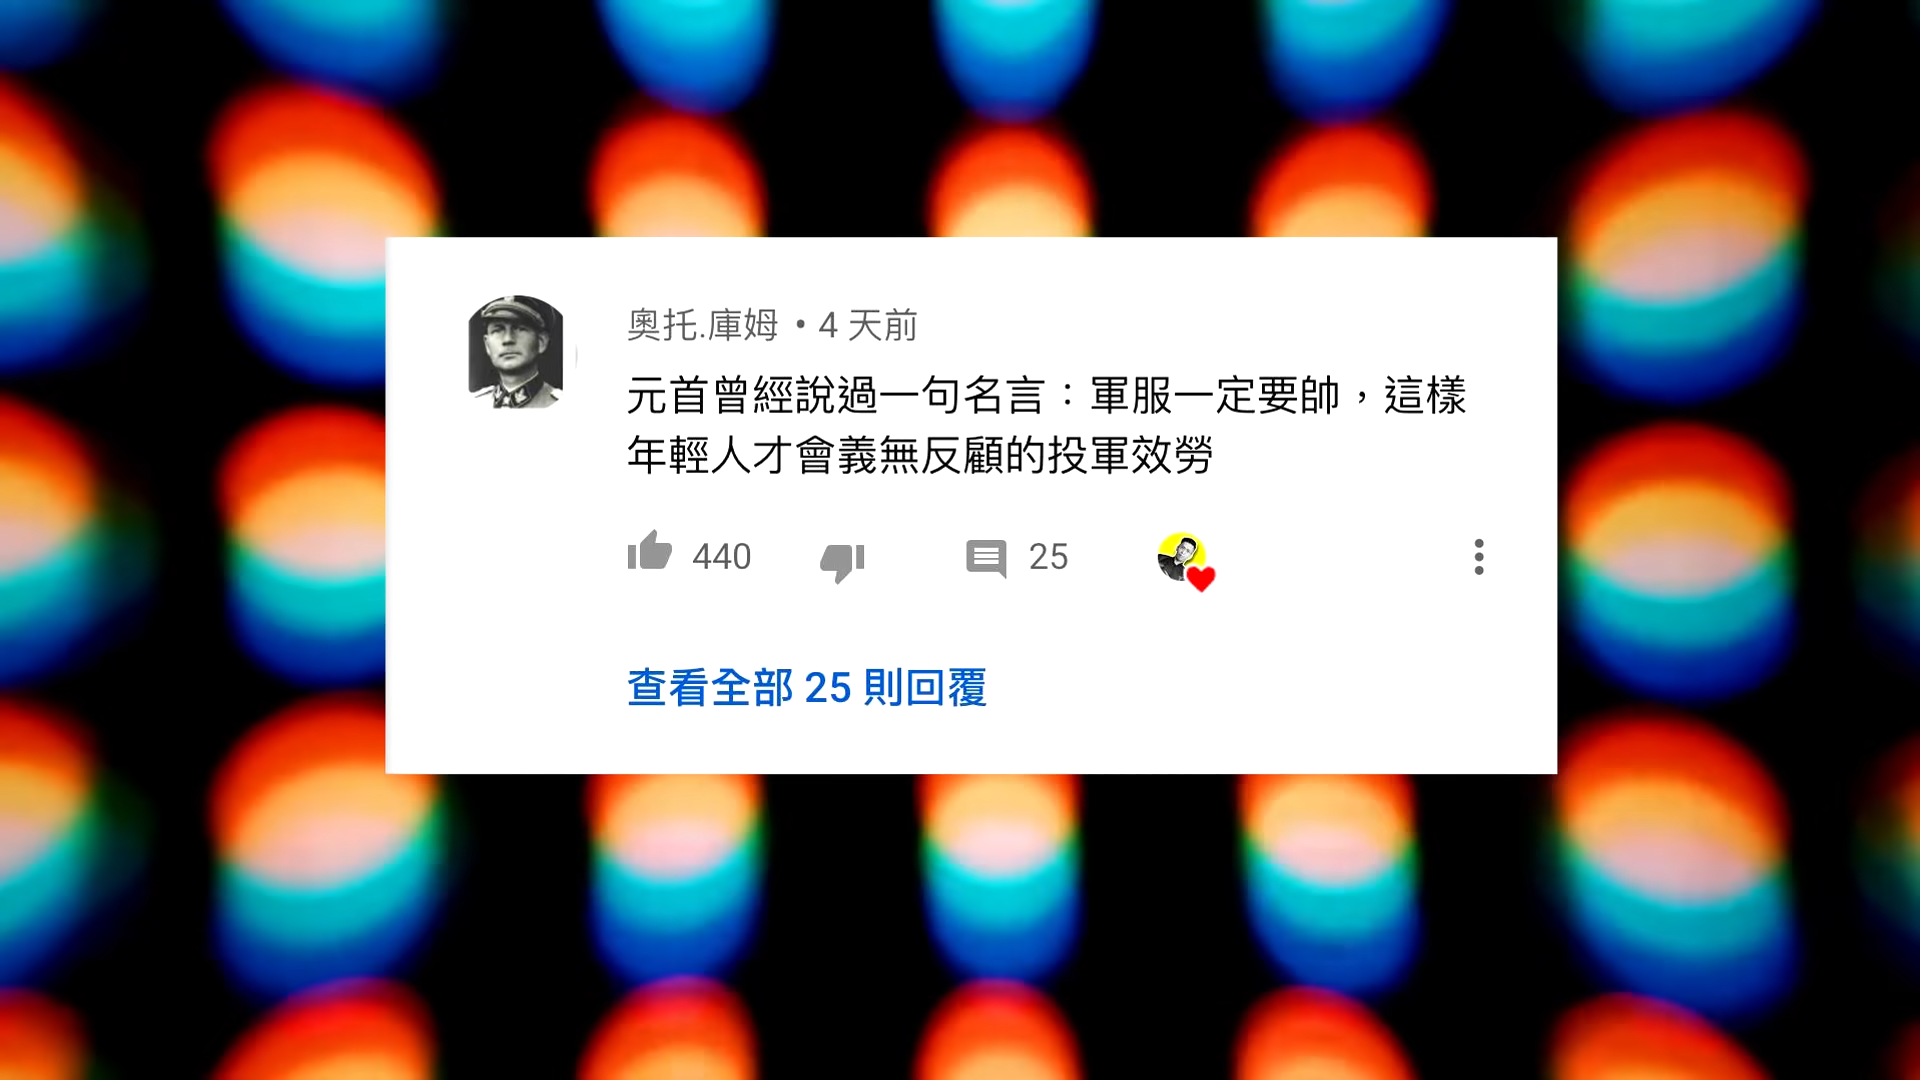 奧托.庫姆 • 4 天前
元首曾經說過一句名言：軍服一定要帥，這樣
年輕人才會義無反顧的投軍效勞
440 25
查看全部 25 則回覆